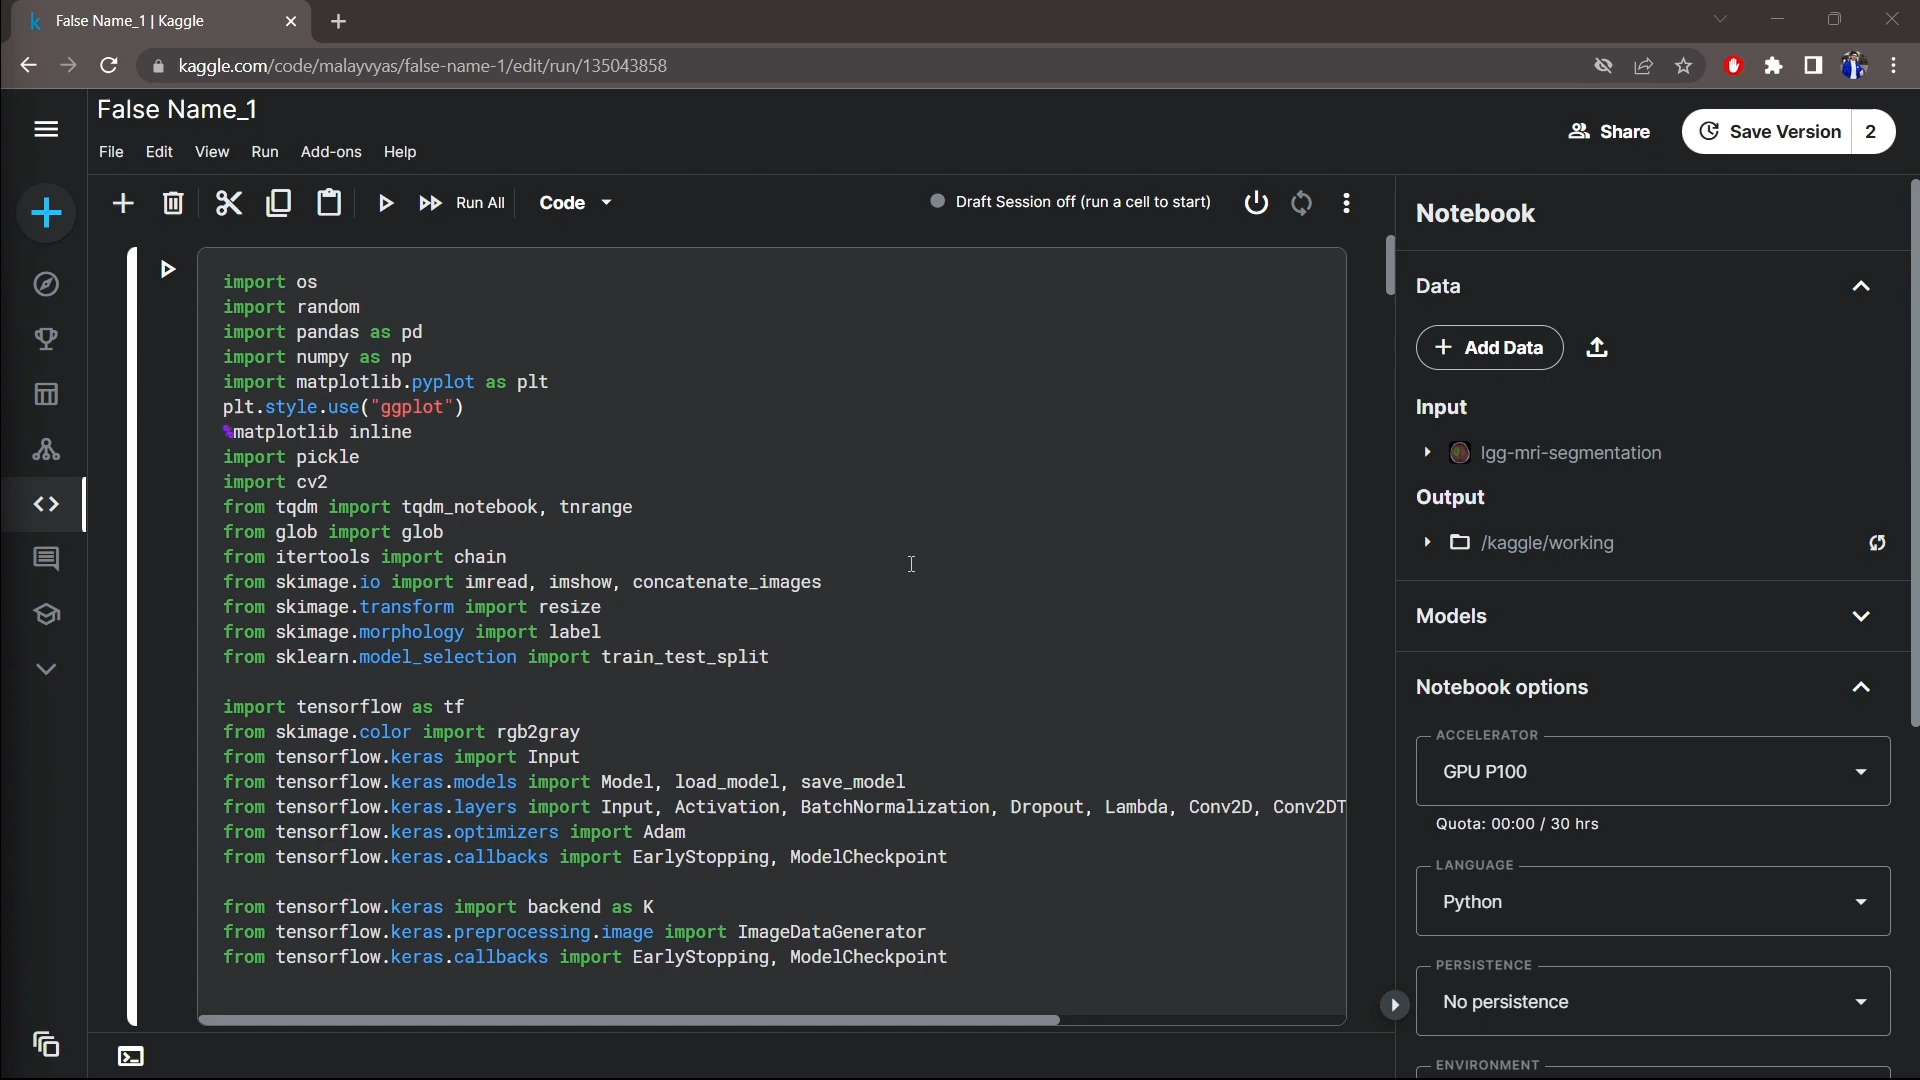 False Name_1 | Kaggle
kaggle.com/code/malayvyas/false-name-1/edit/run/135043858
False Name_1
File Edit View Run Add-ons Help
Share
Save Version 2
Run All
Code
Draft Session off (run a cell to start)
import os
import random
import pandas as pd
import numpy as np
import matplotlib.pyplot as plt
plt.style.use("ggplot")
%matplotlib inline
import pickle
import cv2
from tqdm import tqdm_notebook, tnrange
from glob import glob
from itertools import chain
from skimage.io import imread, imshow, concatenate_images
from skimage.transform import resize
from skimage.morphology import label
from sklearn.model_selection import train_test_split
import tensorflow as tf
from skimage.color import rgb2gray
from tensorflow.keras import Input
from tensorflow.keras.models import Model, load_model, save_model
from tensorflow.keras.layers import Input, Activation, BatchNormalization, Dropout, Lambda, Conv2D, Conv2DT
from tensorflow.keras.optimizers import Adam
from tensorflow.keras.callbacks import EarlyStopping, ModelCheckpoint
from tensorflow.keras import backend as K
from tensorflow.keras.preprocessing.image import ImageDataGenerator
from tensorflow.keras.callbacks import EarlyStopping, ModelCheckpoint
Notebook
Data
+ Add Data
Input
lgg-mri-segmentation
Output
/kaggle/working
Models
Notebook options
ACCELERATOR
GPU P100
Quota: 00:00 / 30 hrs
LANGUAGE
Python
PERSISTENCE
No persistence
ENVIRONMENT